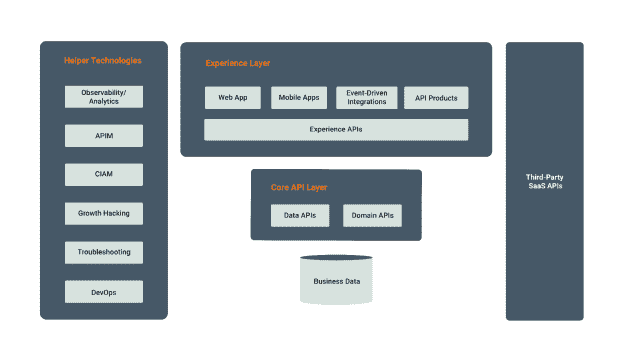 Helper Technologies
Observability/
Analytics
APIM
CIAM
Growth Hacking
Troubleshooting
DevOps
Experience Layer
Web App
Mobile Apps
Event-Driven
Integrations
API Products
Experience APIs
Core API Layer
Data APIs
Domain APIs
Business Data
Third-Party
SaaS APIs